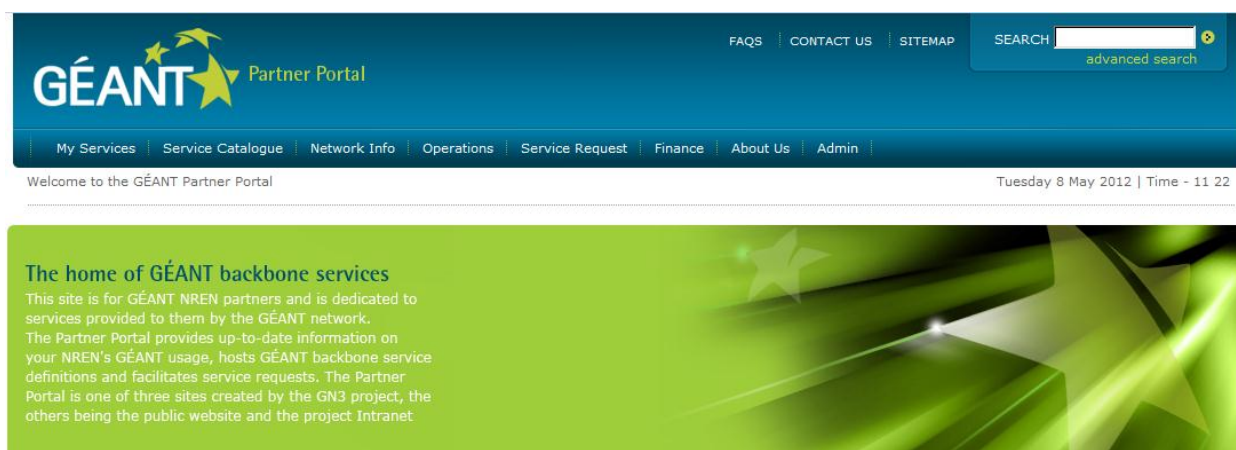 FAQS CONTACT US SITEMAP SEARCH
advanced search
GÉANT Partner Portal
My Services Service Catalogue Network Info Operations Service Request Finance About Us Admin
Welcome to the GÉANT Partner Portal Tuesday 8 May 2012 | Time - 11 22
The home of GÉANT backbone services
This site is for GÉANT NREN partners and is dedicated to
services provided to them by the GÉANT network.
The Partner Portal provides up-to-date information on
your NREN's GÉANT usage, hosts GÉANT backbone service
definitions and facilitates service requests. The Partner
Portal is one of three sites created by the GN3 project, the
others being the public website and the project Intranet